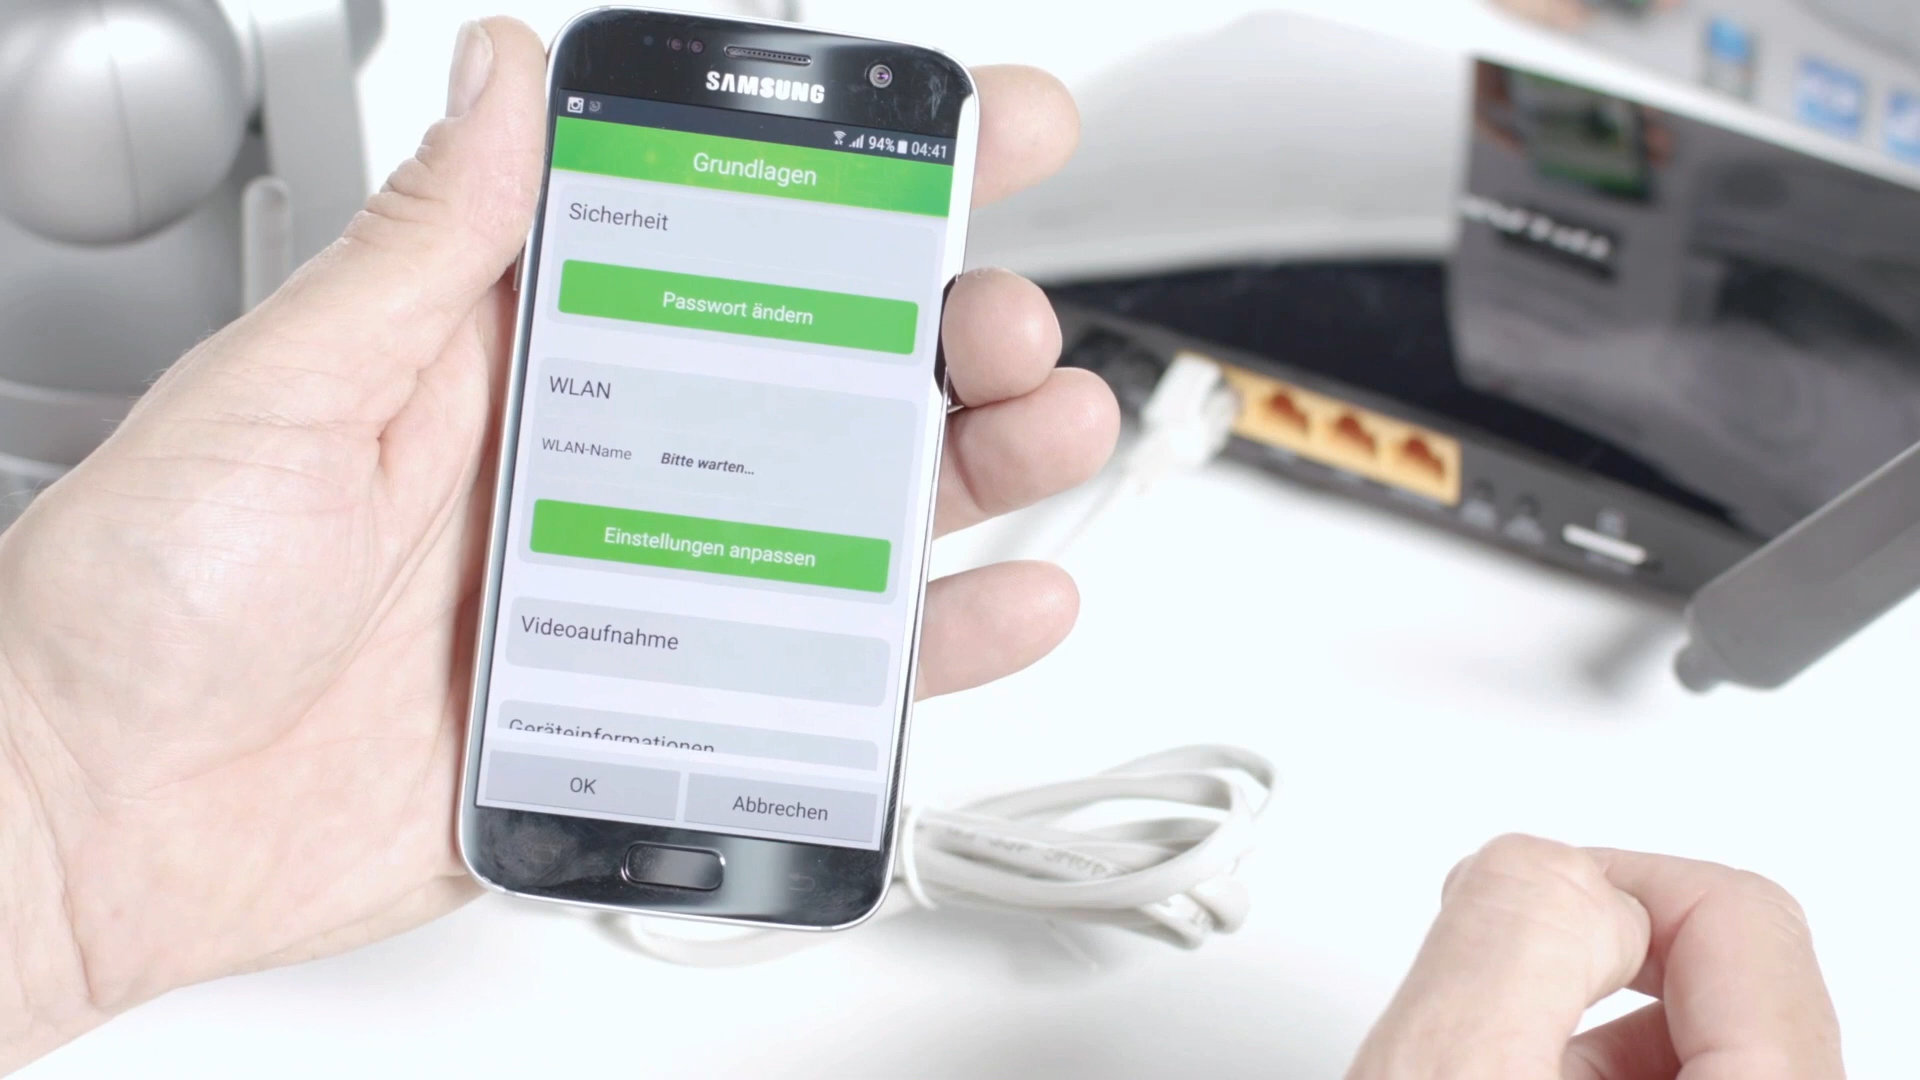 SAMSUNG
94% 04:41
Grundlagen
Sicherheit
Passwort ändern
WLAN
WLAN-Name Bitte warten...
Einstellungen anpassen
Videoaufnahme
Geräteinformationen
OK Abbrechen